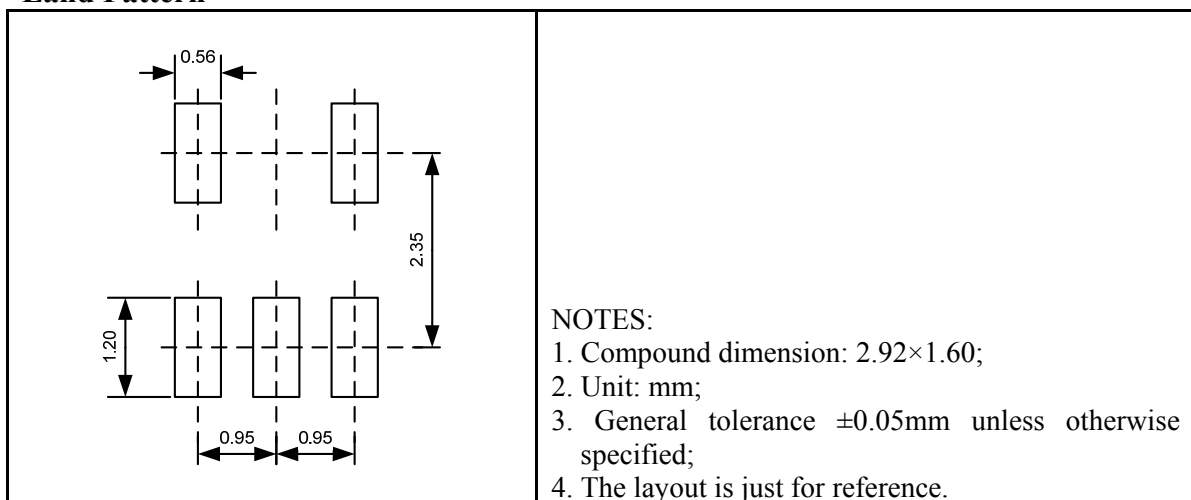 Land Pattern
0.56
2.35
1.20
0.95 0.95
NOTES:
1. Compound dimension: 2.92×1.60;
2. Unit: mm;
3. General tolerance ±0.05mm unless otherwise
specified;
4. The layout is just for reference.